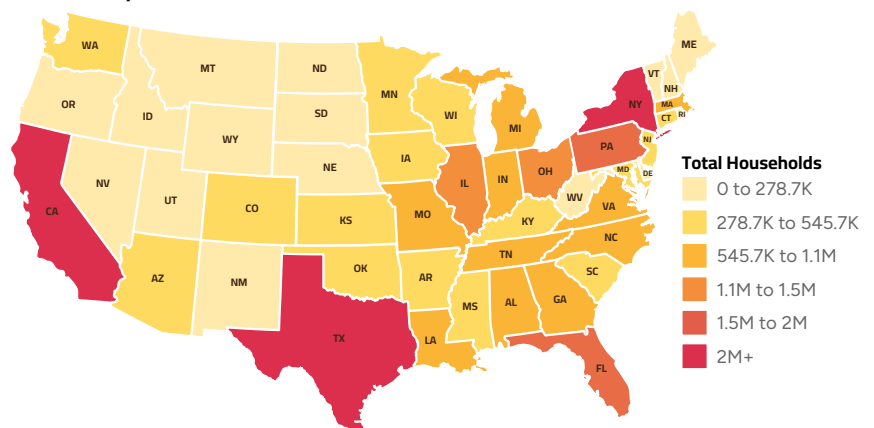 WA
MT
ND
ME
VT
NH
OR
ID
MN
WI
NY
MA
CT
RI
SD
WY
MI
IA
PA
NJ
NE
NV
UT
CO
IL
IN
OH
MD
DE
WV
VA
CA
KS
MO
KY
NC
TN
AZ
NM
OK
AR
SC
MS
AL
GA
TX
LA
FL
Total Households
0 to 278.7K
278.7K to 545.7K
545.7K to 1.1M
1.1M to 1.5M
1.5M to 2M
2M+